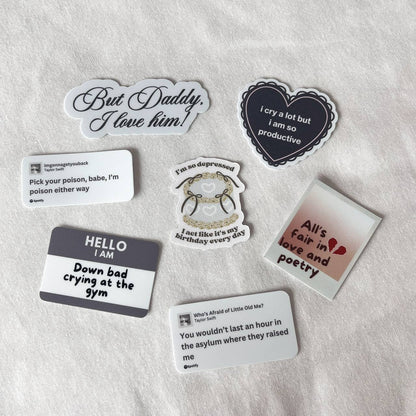 But Daddy,
I love him!
i cry a lot but
i am so
productive
imgonnagetyouback
Taylor Swift
Pick your poison, babe, I'm
poison either way
Spotify
I'm so depressed
I act like it's my
birthday every day
All's
fair in
love and
poetry
HELLO
I AM
Down bad
crying at the
gym
Who's Afraid of Little Old Me?
Taylor Swift
You wouldn't last an hour in
the asylum where they raised
me
Spotify